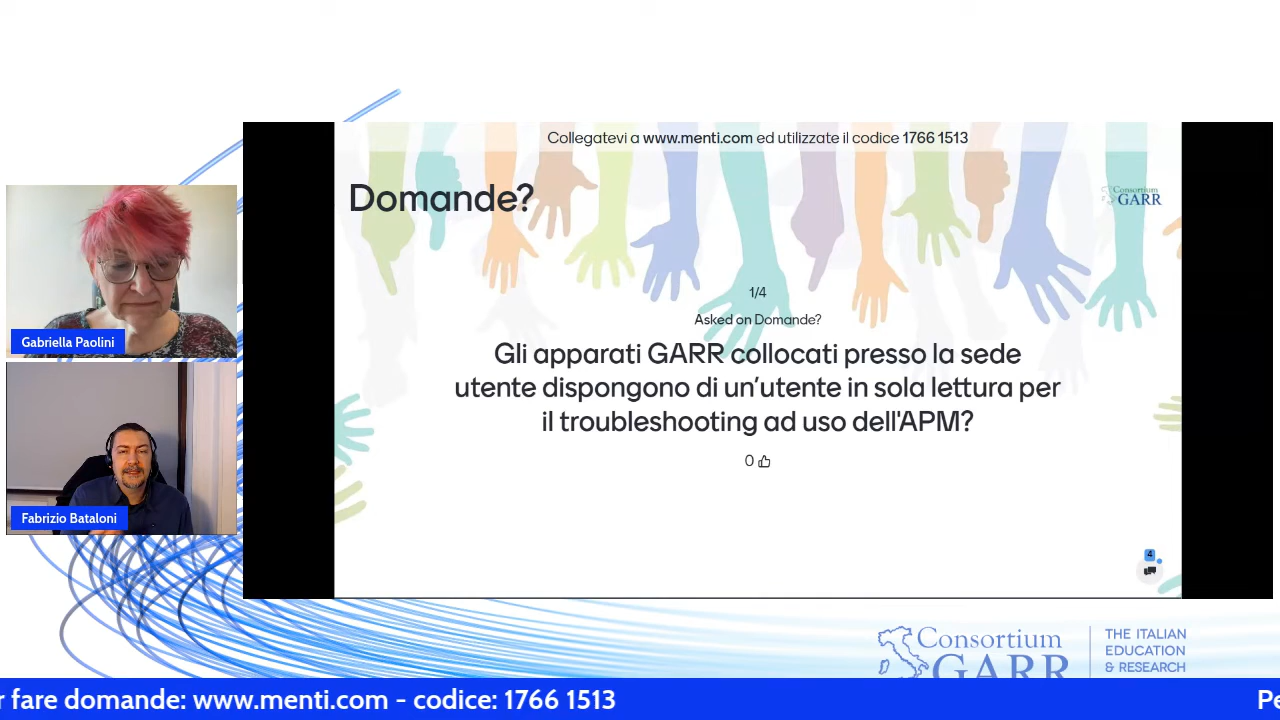 Collegatevi a www.menti.com ed utilizzate il codice 1766 1513
Domande?
Consortium
GARR
1/4
Asked on Domande?
Gli apparati GARR collocati presso la sede
utente dispongono di un'utente in sola lettura per
il troubleshooting ad uso dell'APM?
0
4
Gabriella Paolini
Fabrizio Bataloni
Consortium
GARR
THE ITALIAN
EDUCATION
& RESEARCH
r fare domande: www.menti.com - codice: 1766 1513
Pe